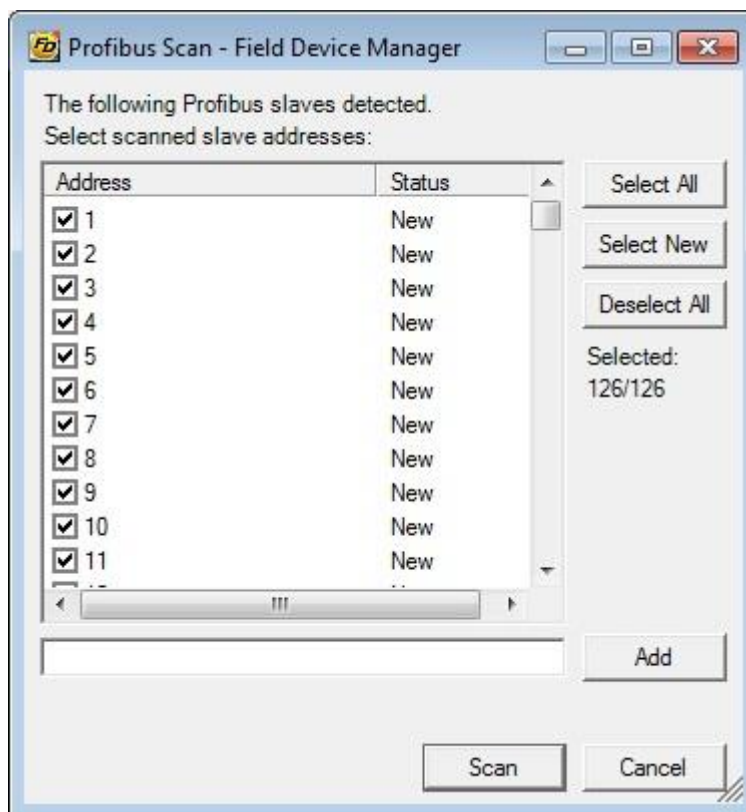 Profibus Scan - Field Device Manager
The following Profibus slaves detected.
Select scanned slave addresses:
Address Status
1 New
2 New
3 New
4 New
5 New
6 New
7 New
8 New
9 New
10 New
11 New
Select All
Select New
Deselect All
Selected:
126/126
Add
Scan Cancel